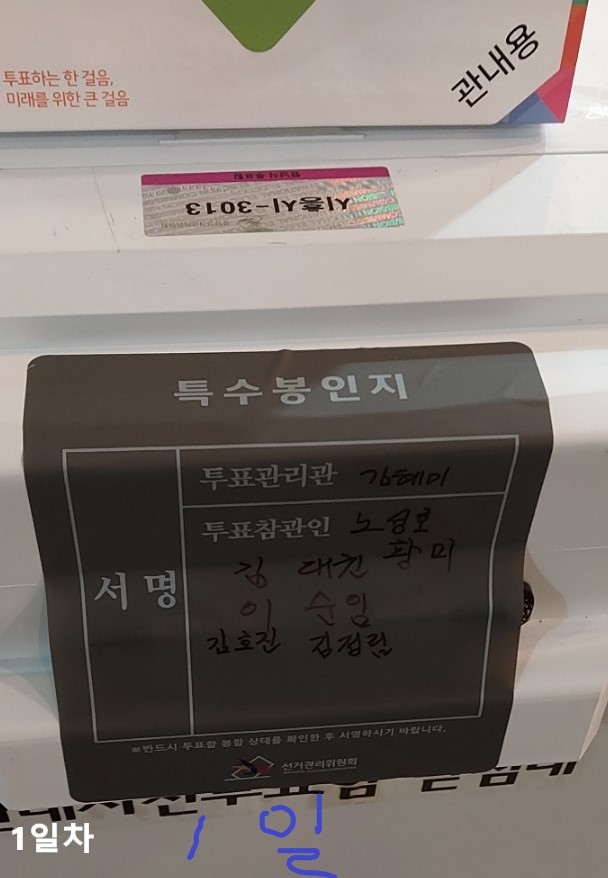 투표하는 한 걸음,
미래를 위한 큰 걸음
관내용
시흥시-3013
특수봉인지
투표관리관 김혜미
서명
투표참관인 노영호
황미
김 대진
이 순임
김호진 김정림
※반드시 투표함 봉함 상태를 확인한 후 서명하시기 바랍니다.
선거관리위원회
1일차
1일